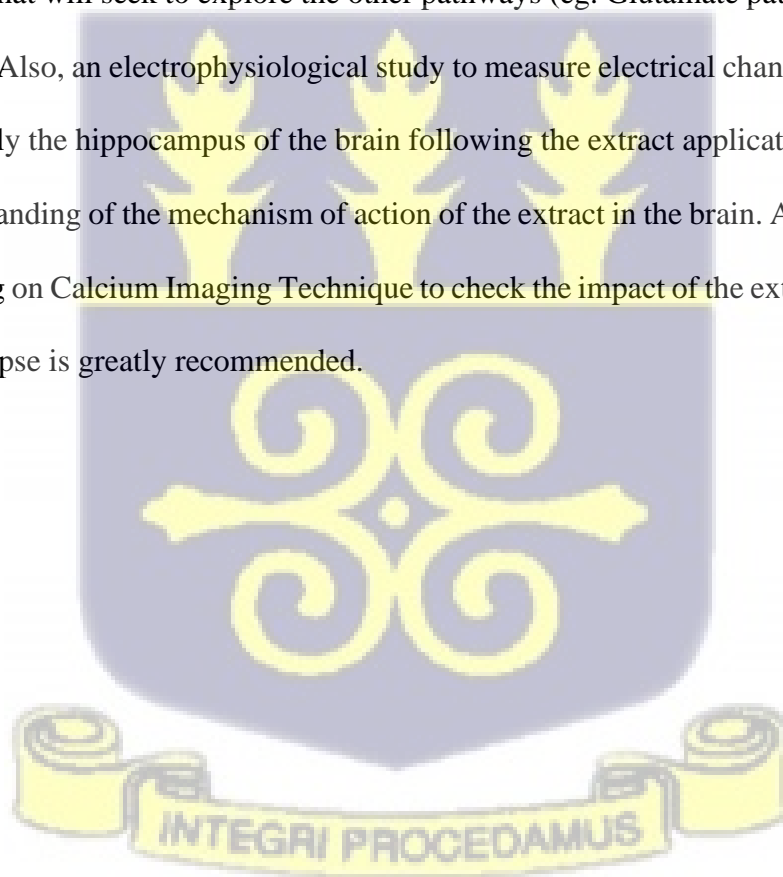 hat will seek to explore the other pathways (eg. Glutamate pat
Also, an electrophysiological study to measure electrical chan
ly the hippocampus of the brain following the extract applicat
anding of the mechanism of action of the extract in the brain. A
g on Calcium Imaging Technique to check the impact of the ext
pse is greatly recommended.
INTEGRI PROCEDAMUS